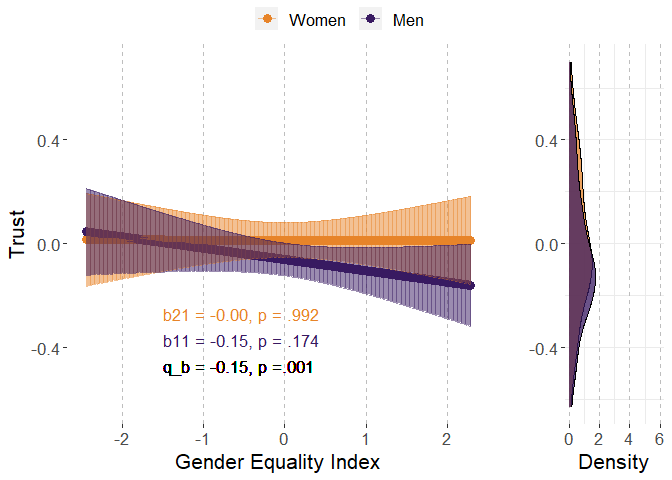 Women Men
Trust
0.4
0.0
-0.4
b21 = -0.00, p = .992
b11 = -0.15, p = .174
q_b = -0.15, p =.001
-2 -1 0 1 2
Gender Equality Index
0.4
0.0
-0.4
0 2 4 6
Density